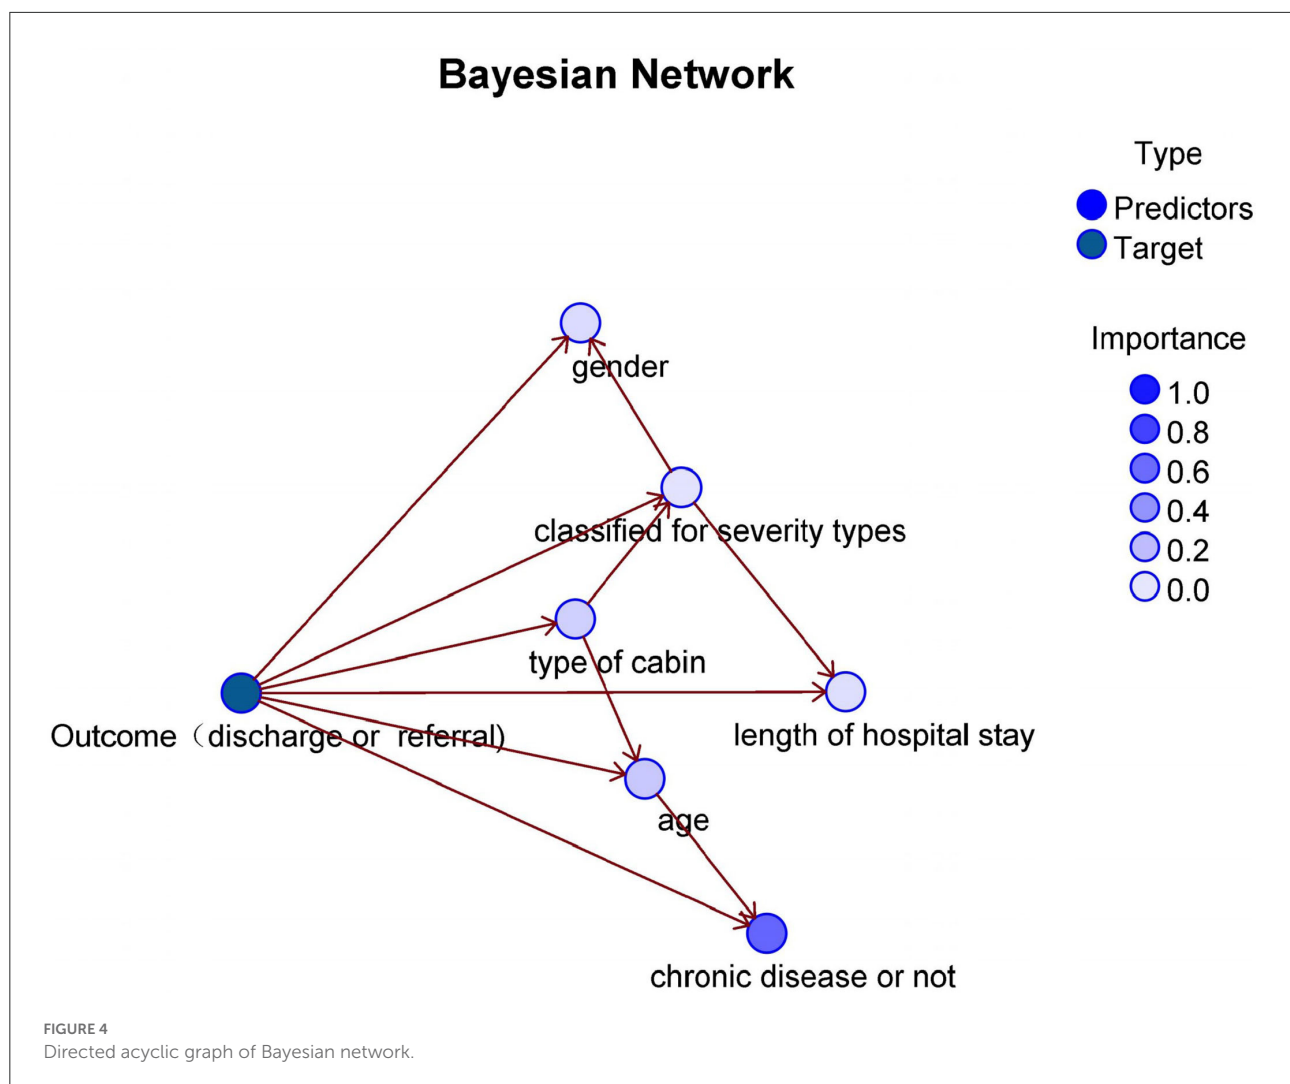 Bayesian Network
Type
Predictors
Target
Importance
1.0
0.8
0.6
0.4
0.2
0.0
gender
classified for severity types
type of cabin
Outcome（discharge or  referral)
length of hospital stay
age
chronic disease or not
FIGURE 4
Directed acyclic graph of Bayesian network.